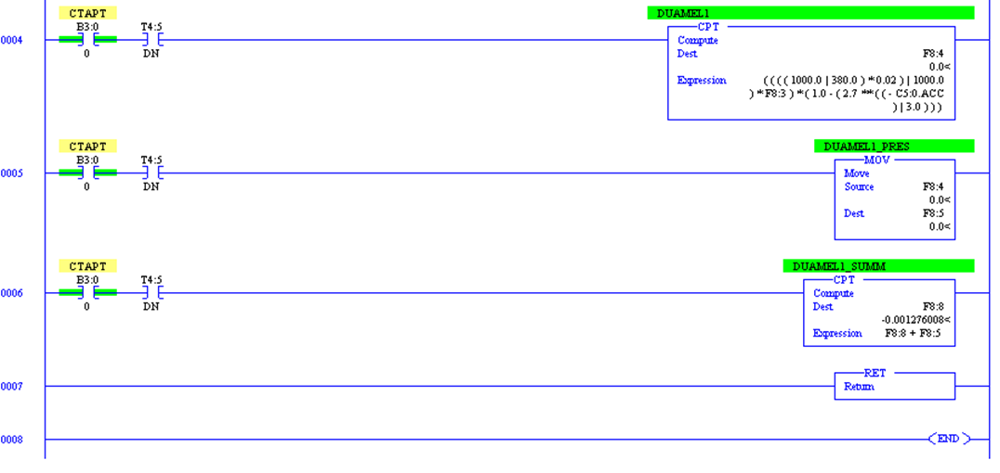 CTAPT
B3:0 T4:5
0004
0 DN
DUAMEL1
CPT
Compute
Dest F8:4
0.0<
Expression ( ( ( ( 1000.0 | 380.0 ) * 0.02 ) | 1000.0
) * F8:3 ) * ( 1.0 - ( 2.7 ** ( ( - C5:0.ACC
) | 3.0 ) ) )
CTAPT
B3:0 T4:5
0005
0 DN
DUAMEL1_PRES
MOV
Move
Source F8:4
0.0<
Dest F8:5
0.0<
CTAPT
B3:0 T4:5
0006
0 DN
DUAMEL1_SUMM
CPT
Compute
Dest F8:8
-0.001276008<
Expression F8:8 + F8:5
0007
RET
Return
0008
END